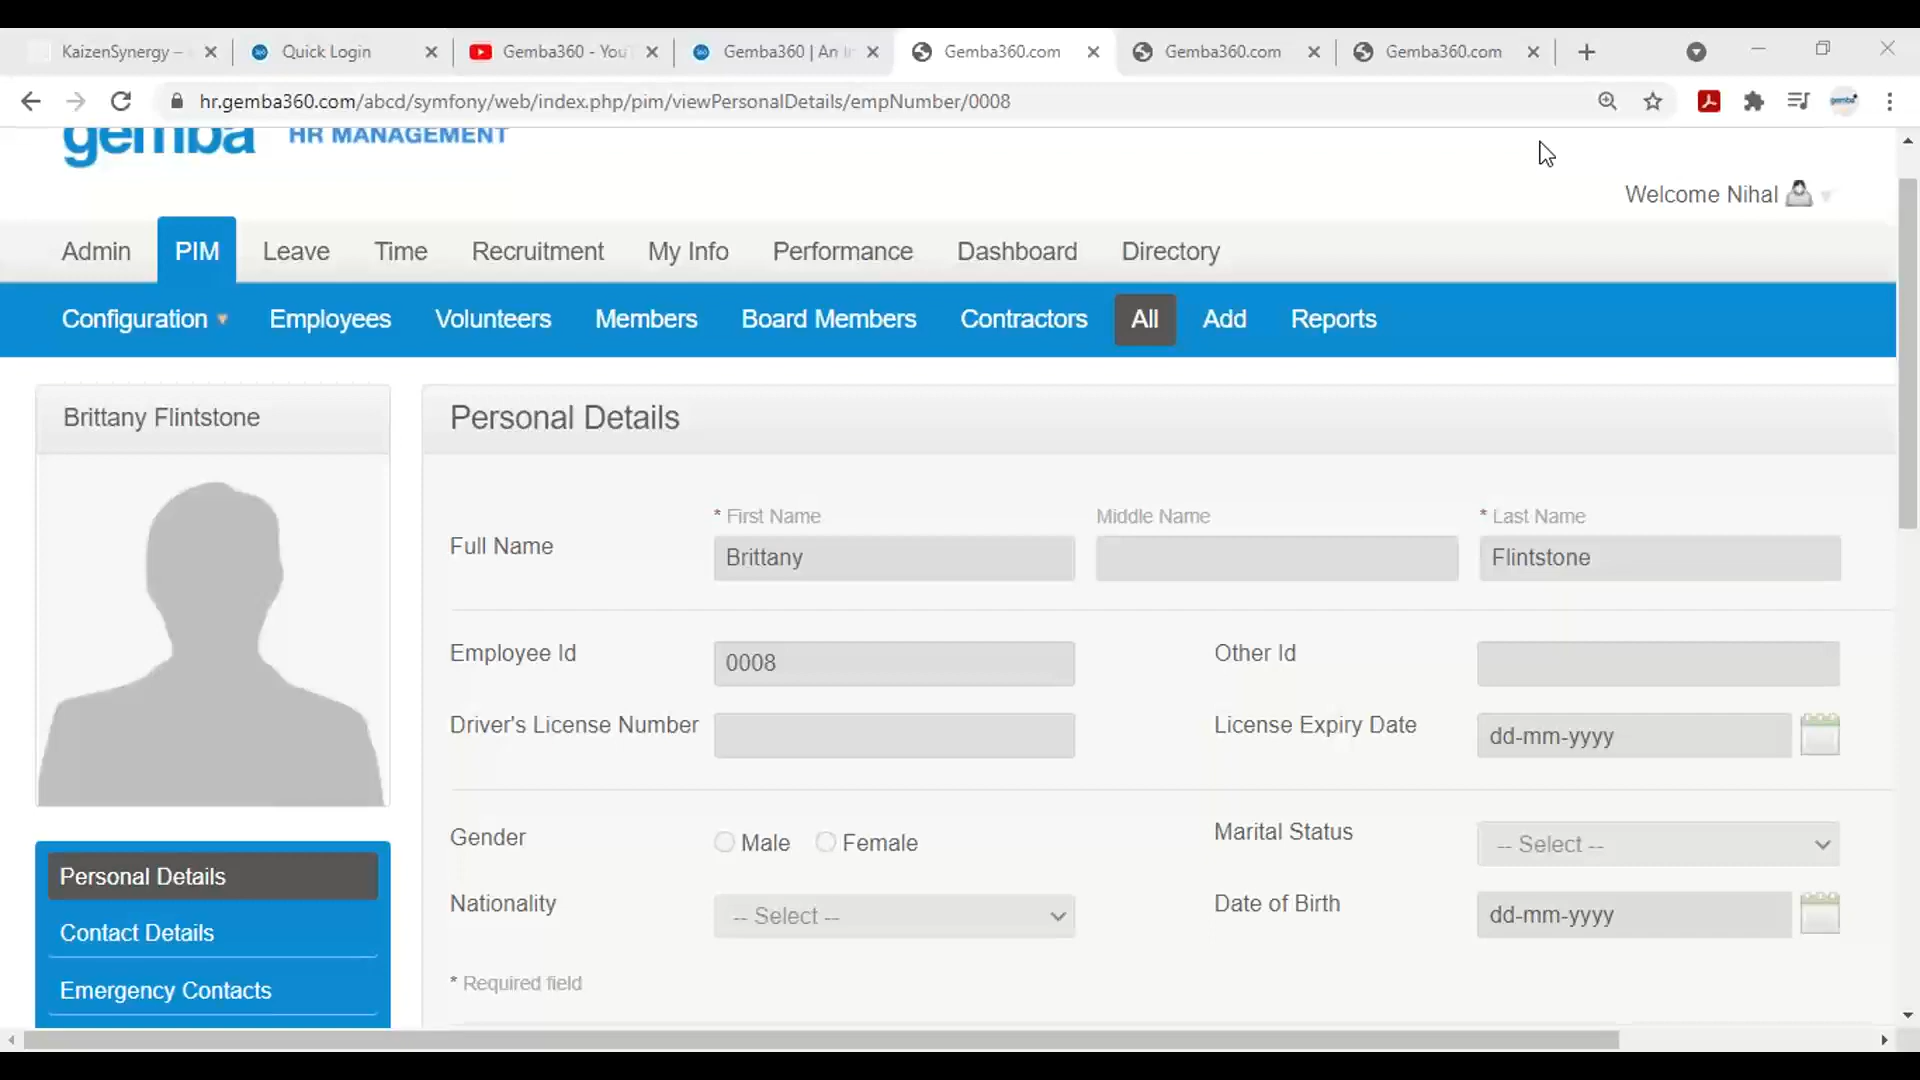 KaizenSynergy –
Quick Login
Gemba360 - YouT
Gemba360 | An I
Gemba360.com
Gemba360.com
Gemba360.com
hr.gemba360.com/abcd/symfony/web/index.php/pim/viewPersonalDetails/empNumber/0008
gemba HR MANAGEMENT
Welcome Nihal
Admin PIM Leave Time Recruitment My Info Performance Dashboard Directory
Configuration Employees Volunteers Members Board Members Contractors All Add Reports
Brittany Flintstone
Personal Details
Contact Details
Emergency Contacts
Personal Details
* First Name Middle Name * Last Name
Full Name Brittany Flintstone
Employee Id 0008 Other Id
Driver's License Number License Expiry Date dd-mm-yyyy
Gender Male Female Marital Status -- Select --
Nationality -- Select -- Date of Birth dd-mm-yyyy
* Required field